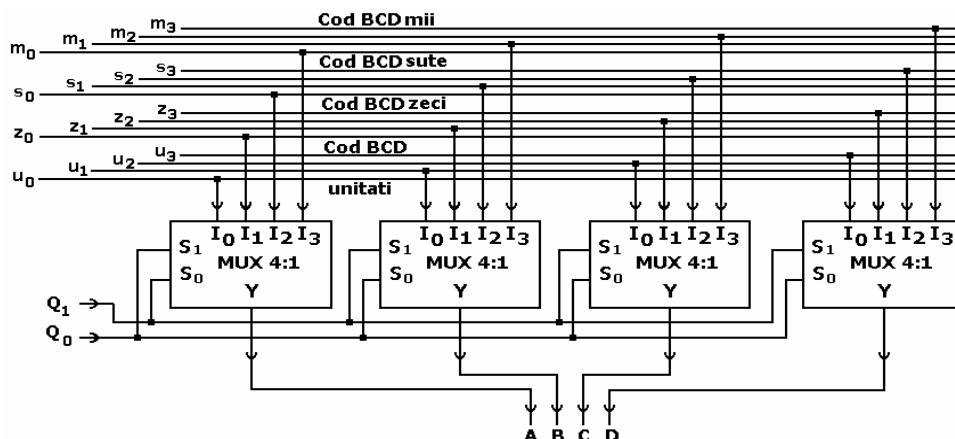 m3 Cod BCD mii
m2
m1
m0
s3 Cod BCD sute
s2
s1
s0
z3 Cod BCD zeci
z2
z1
z0
u3 Cod BCD
u2
u1
u0 unitati
I0 I1 I2 I3 I0 I1 I2 I3 I0 I1 I2 I3 I0 I1 I2 I3
S1 S1 S1 S1
MUX 4:1 MUX 4:1 MUX 4:1 MUX 4:1
S0 S0 S0 S0
Y Y Y Y
Q1
Q0
A B C D